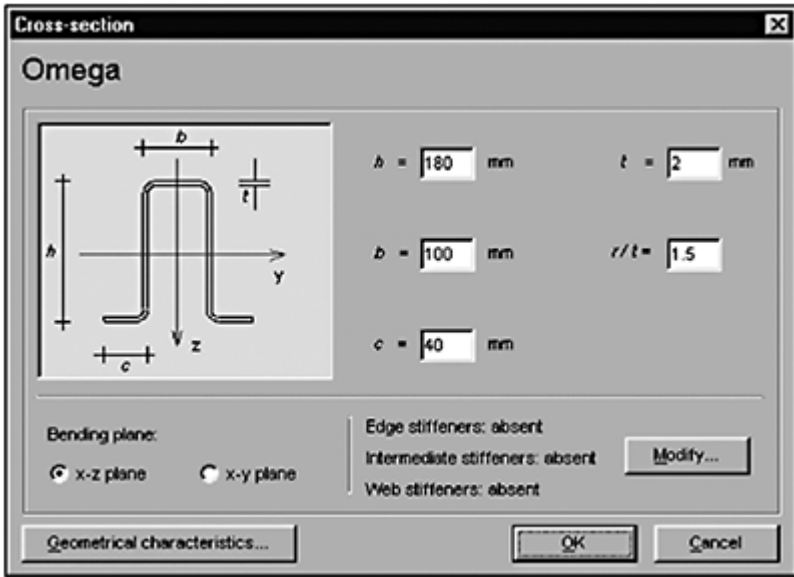 Cross-section
Omega
b
t
h
y
z
c
h = 180 mm
t = 2 mm
b = 100 mm
r/t = 1.5
c = 40 mm
Bending plane:
x-z plane
x-y plane
Edge stiffeners: absent
Intermediate stiffeners: absent
Web stiffeners: absent
Modify...
Geometrical characteristics...
OK
Cancel